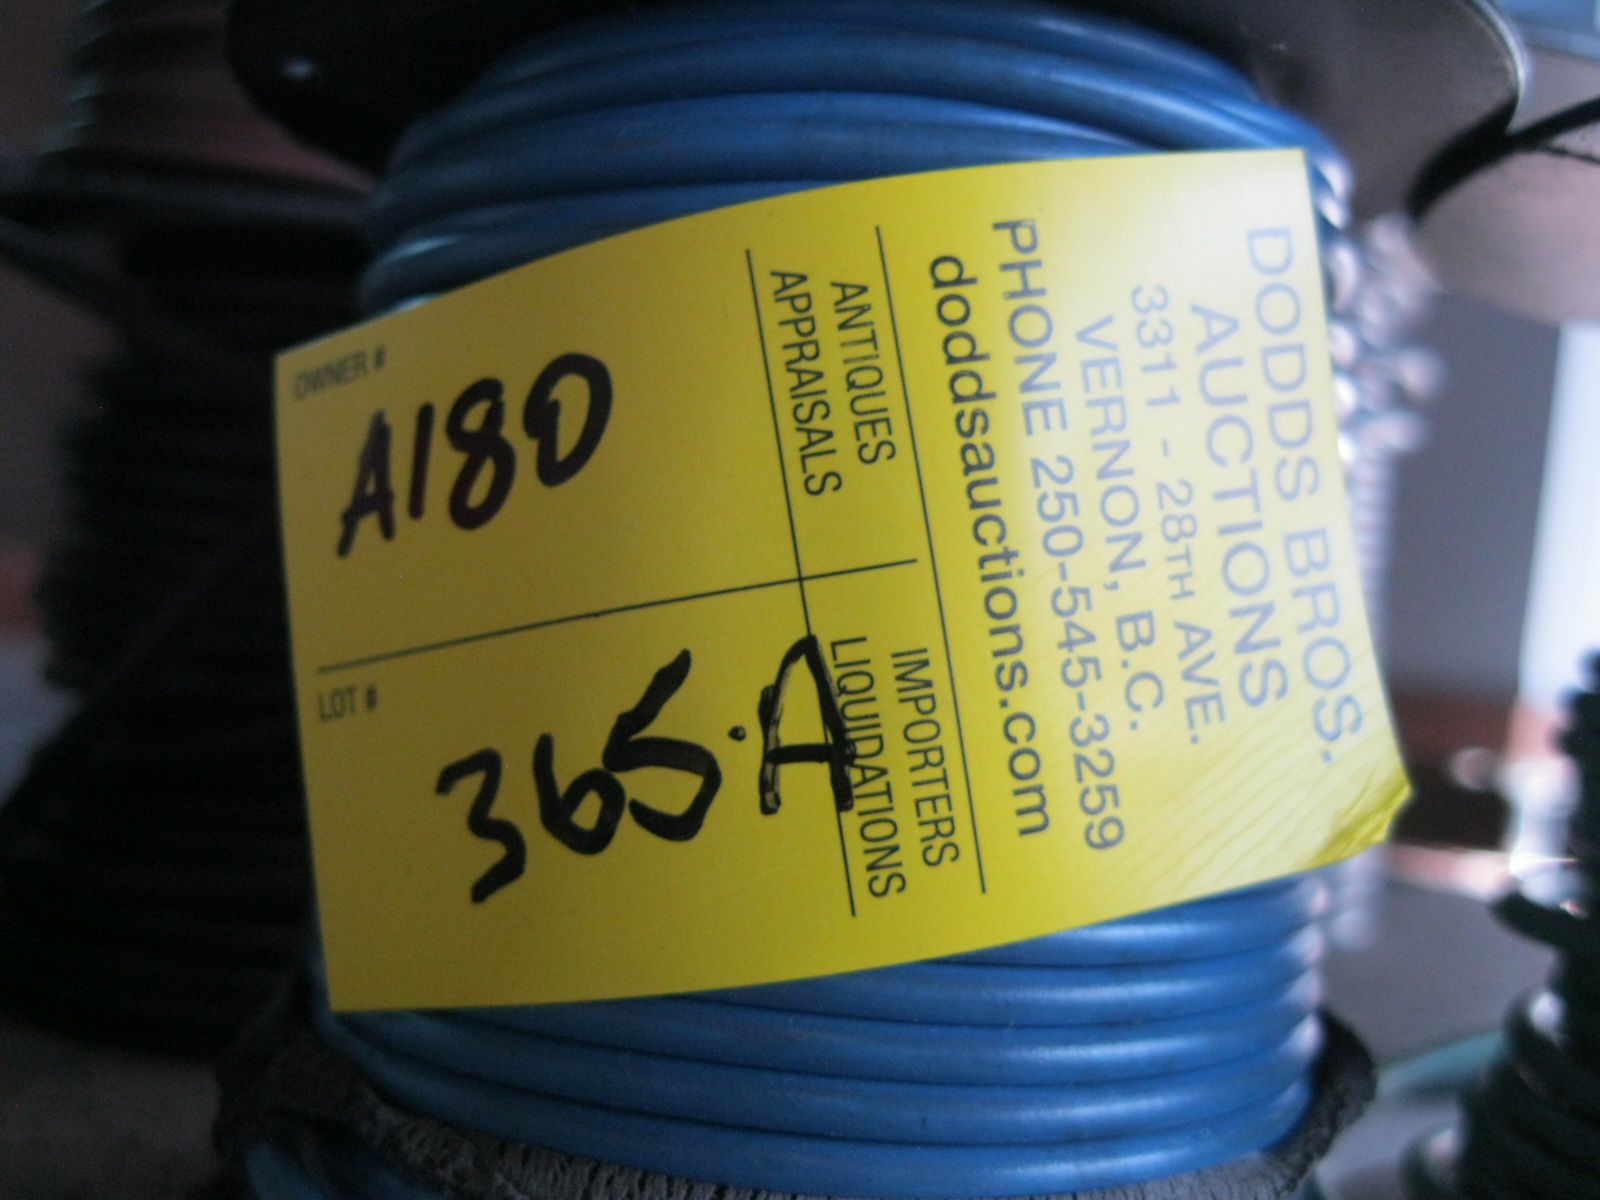 DODDS BROS.
AUCTIONS
3311 - 28TH AVE.
VERNON, B.C.
PHONE 250-545-3259
doddsauctions.com
ANTIQUES
APPRAISALS
IMPORTERS
LIQUIDATIONS
OWNER #
A180
LOT #
365.A